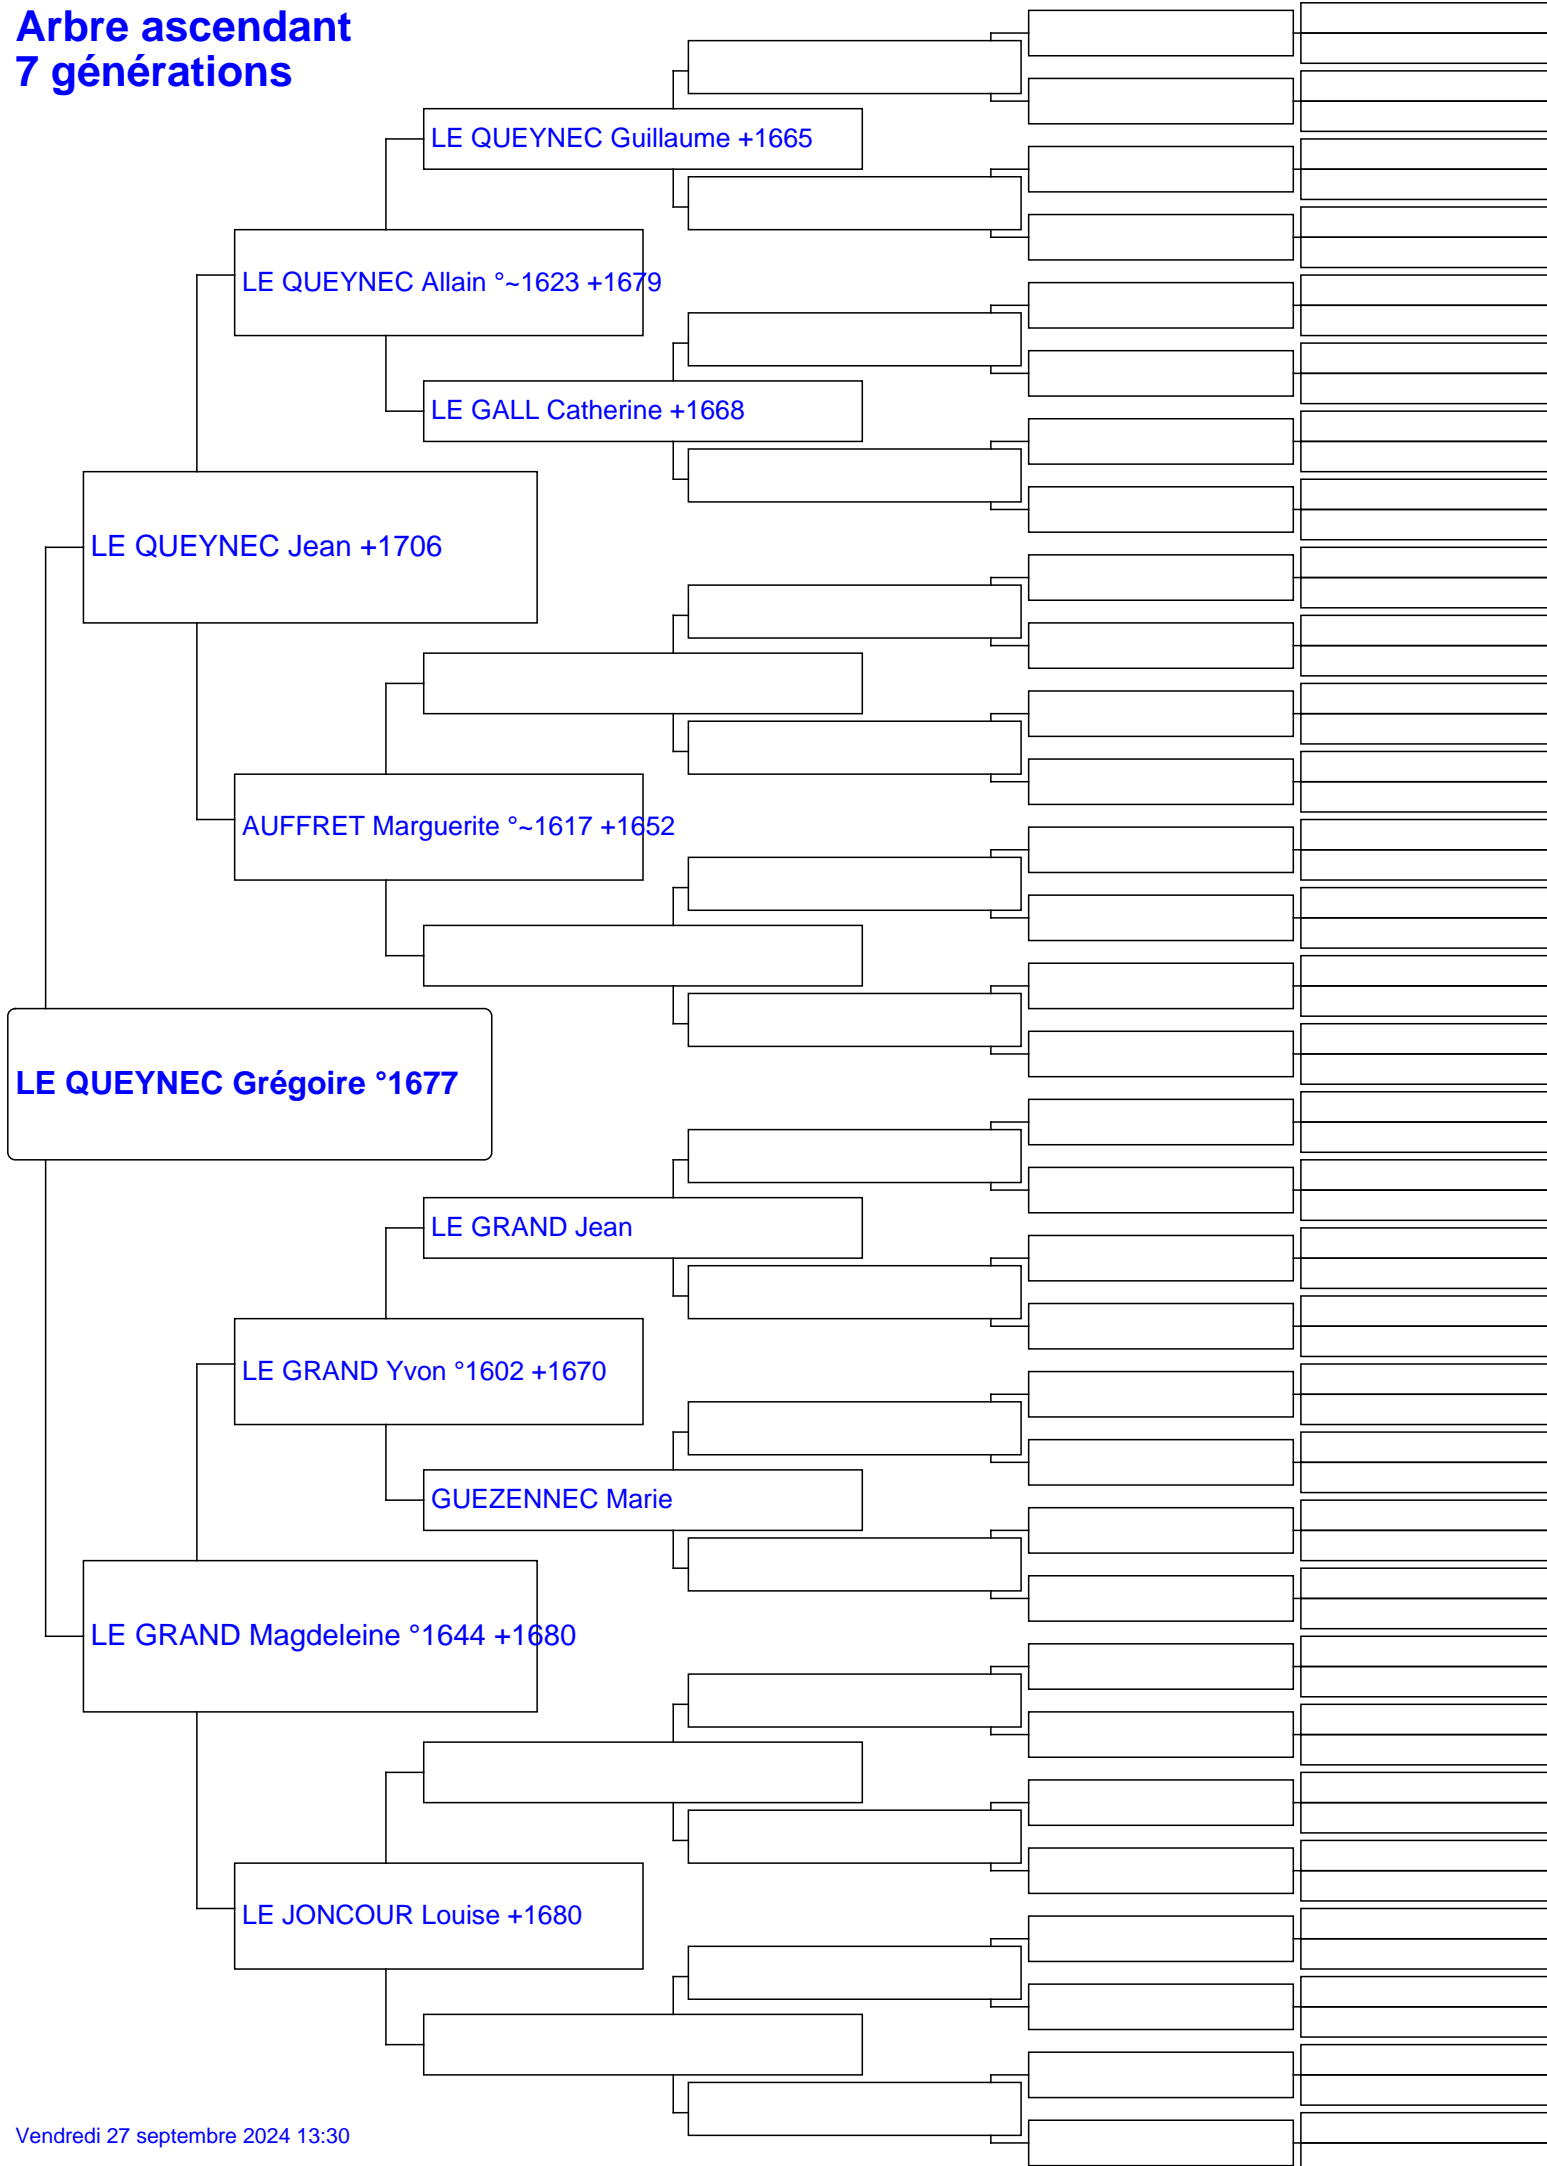 Arbre ascendant
7 générations
LE QUEYNEC Guillaume +1665
LE QUEYNEC Allain °~1623 +1679
LE GALL Catherine +1668
LE QUEYNEC Jean +1706
AUFFRET Marguerite °~1617 +1652
LE QUEYNEC Grégoire °1677
LE GRAND Jean
LE GRAND Yvon °1602 +1670
GUEZENNEC Marie
LE GRAND Magdeleine °1644 +1680
LE JONCOUR Louise +1680
Vendredi 27 septembre 2024 13:30